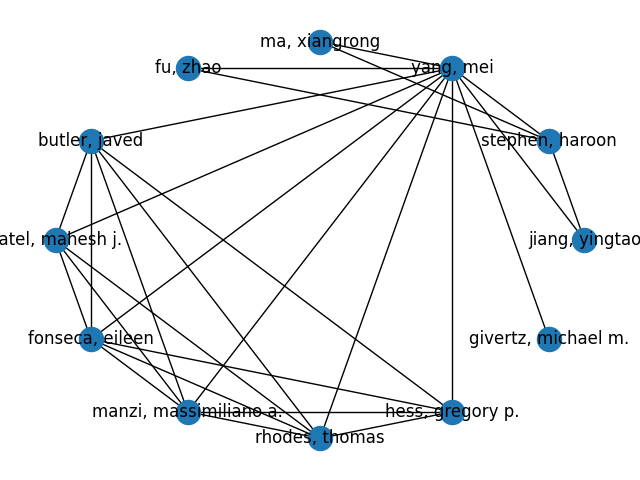 ma, xiangrong
fu, zhao
yang, mei
butler, javed
stephen, haroon
atel, mahesh j.
jiang, yingtao
fonseca, eileen
givertz, michael m.
manzi, massimiliano a.
hess, gregory p.
rhodes, thomas